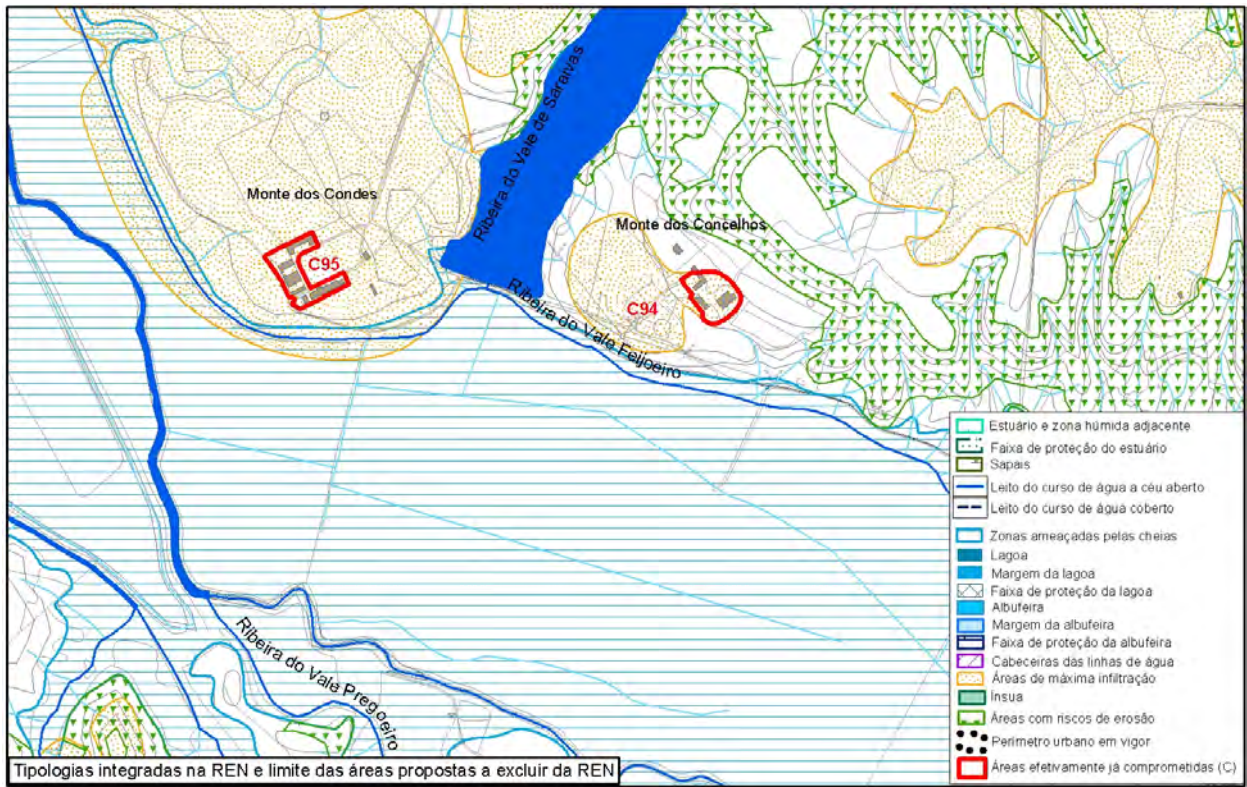 Ribeira do Vale de Saraivas
Monte dos Condes
Monte dos Concelhos
C95
C94
Ribeira do Vale Feijoeiro
Ribeira do Vale Pregoeiro
Estuário e zona húmida adjacente
Faixa de proteção do estuário
Sapais
Leito do curso de água a céu aberto
Leito do curso de água coberto
Zonas ameaçadas pelas cheias
Lagoa
Margem da lagoa
Faixa de proteção da lagoa
Albufeira
Margem da albufeira
Faixa de proteção da albufeira
Cabeceiras das linhas de água
Áreas de máxima infiltração
Ínsua
Áreas com riscos de erosão
Perímetro urbano em vigor
Áreas efetivamente já comprometidas (C)
Tipologias integradas na REN e limite das áreas propostas a excluir da REN